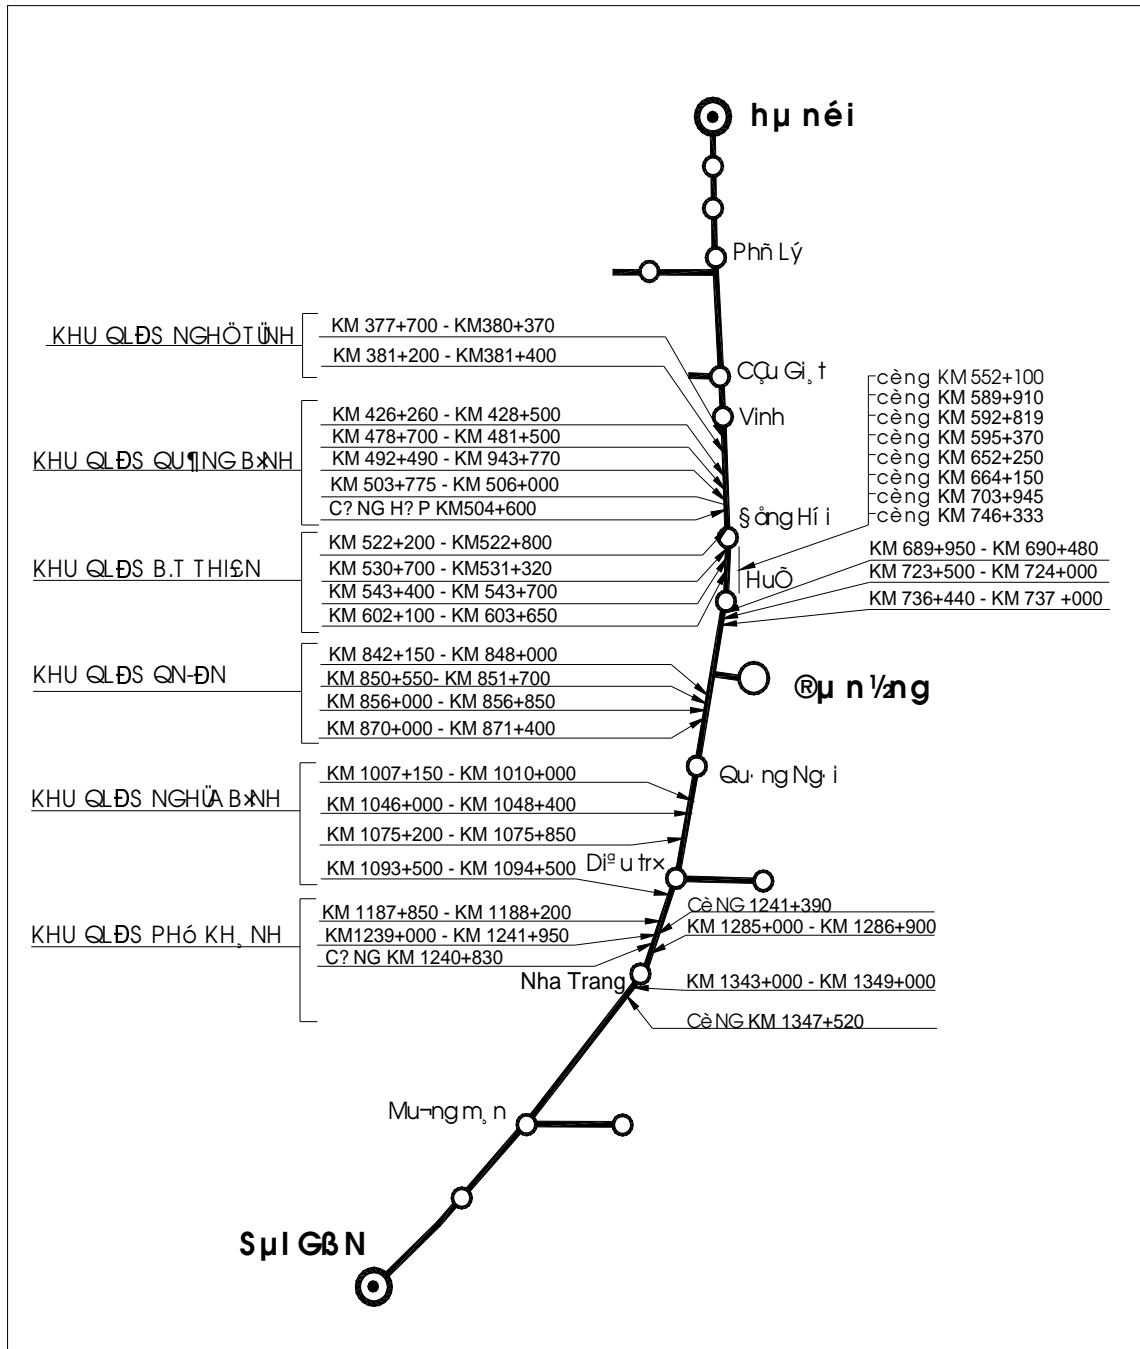 hµ néi
Phñ Lý
KHU QLĐS NGHÖ TÜNH
KM 377+700 - KM380+370
KM 381+200 - KM381+400
CÇu Gi¸t
Vinh
KHU QLĐS QU¶NG B×NH
KM 426+260 - KM 428+500
KM 478+700 - KM 481+500
KM 492+490 - KM 943+770
KM 503+775 - KM 506+000
C? NG H? P KM504+600
cèng KM 552+100
cèng KM 589+910
cèng KM 592+819
cèng KM 595+370
cèng KM 652+250
cèng KM 664+150
cèng KM 703+945
cèng KM 746+333
§ång Híi
HuÕ
KHU QLĐS B.T THI£N
KM 522+200 - KM522+800
KM 530+700 - KM531+320
KM 543+400 - KM 543+700
KM 602+100 - KM 603+650
KM 689+950 - KM 690+480
KM 723+500 - KM 724+000
KM 736+440 - KM 737 +000
KHU QLĐS QN-ĐN
KM 842+150 - KM 848+000
KM 850+550- KM 851+700
KM 856+000 - KM 856+850
KM 870+000 - KM 871+400
®µ n½ng
Qu¶ng Ng·i
KHU QLĐS NGHÜA B×NH
KM 1007+150 - KM 1010+000
KM 1046+000 - KM 1048+400
KM 1075+200 - KM 1075+850
KM 1093+500 - KM 1094+500
Diªu tr×
KHU QLĐS PHó KH¸NH
KM 1187+850 - KM 1188+200
KM1239+000 - KM 1241+950
C? NG KM 1240+830
CèNG 1241+390
KM 1285+000 - KM 1286+900
Nha Trang
KM 1343+000 - KM 1349+000
CèNG KM 1347+520
Mu¬ng m¸n
Sµl GßN